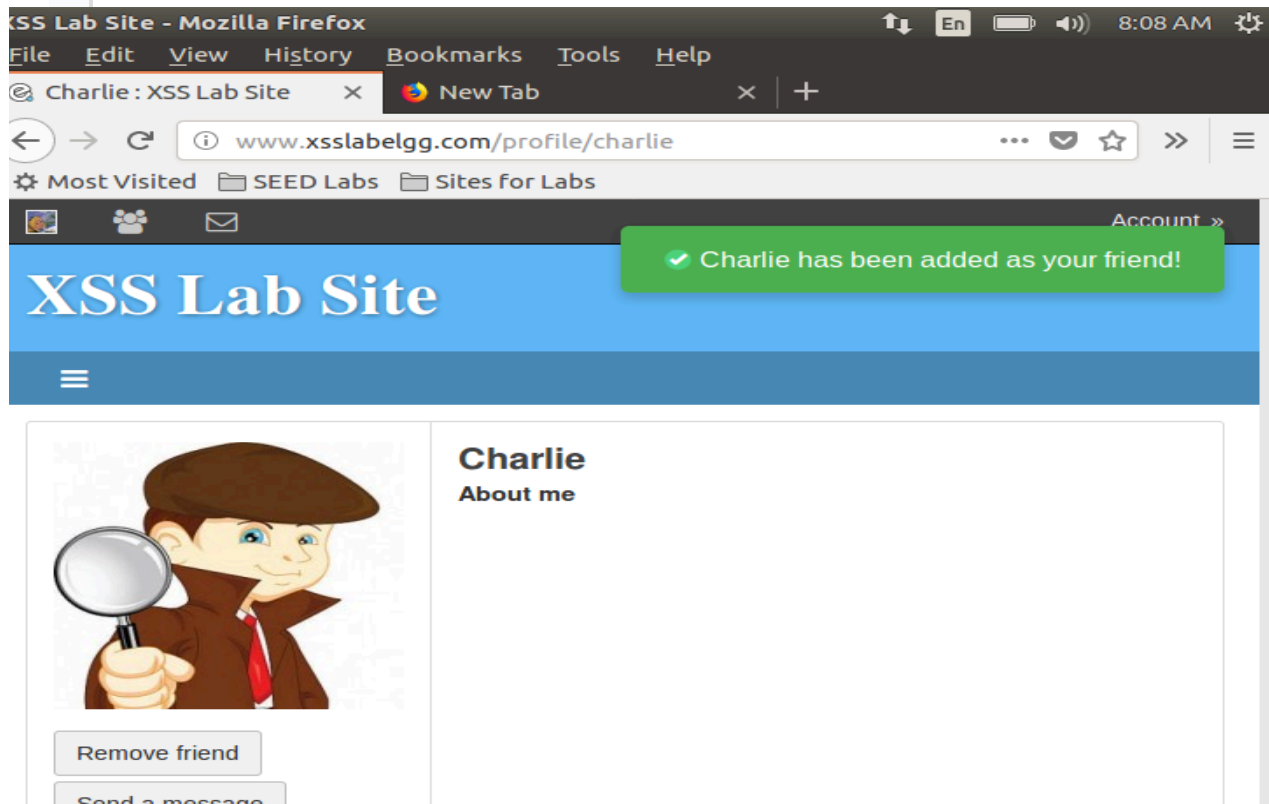 XSS Lab Site - Mozilla Firefox
En
8:08 AM
File Edit View History Bookmarks Tools Help
Charlie : XSS Lab Site
New Tab
www.xsslabelgg.com/profile/charlie
Most Visited
SEED Labs
Sites for Labs
Account »
Charlie has been added as your friend!
XSS Lab Site
Charlie
About me
Remove friend
Send a message